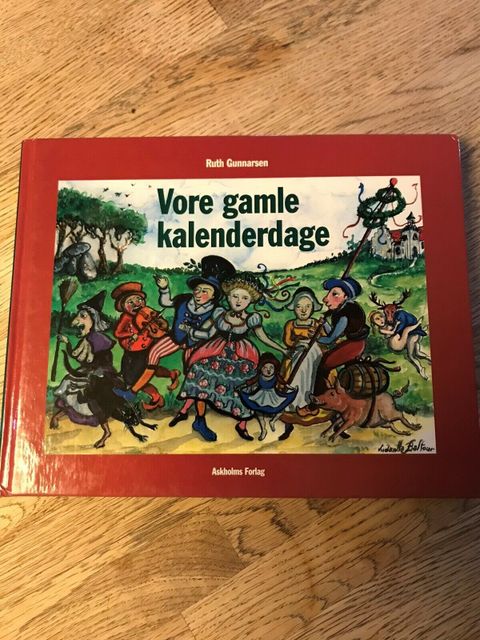 Ruth Gunnarsen
Vore gamle
kalenderdage
Askholms Forlag